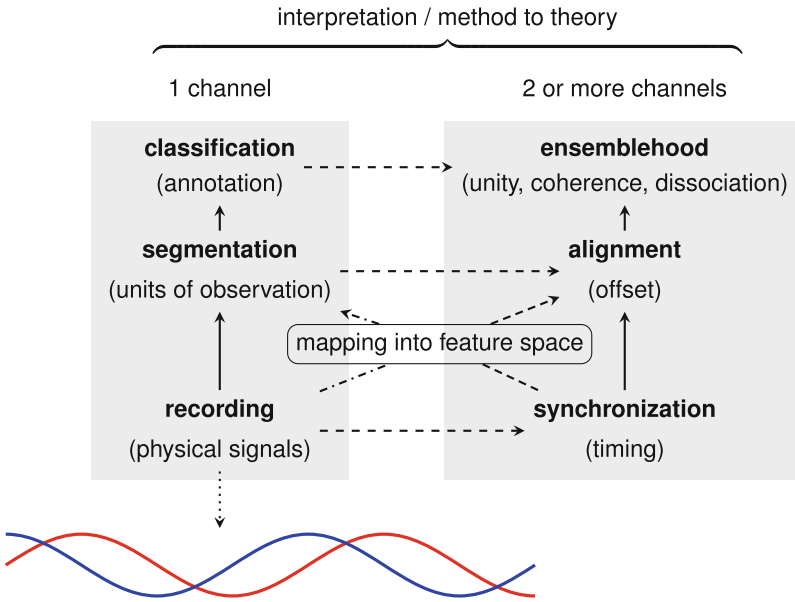 interpretation / method to theory
1 channel
2 or more channels
classification
(annotation)
ensemblehood
(unity, coherence, dissociation)
segmentation
(units of observation)
alignment
(offset)
mapping into feature space
recording
(physical signals)
synchronization
(timing)